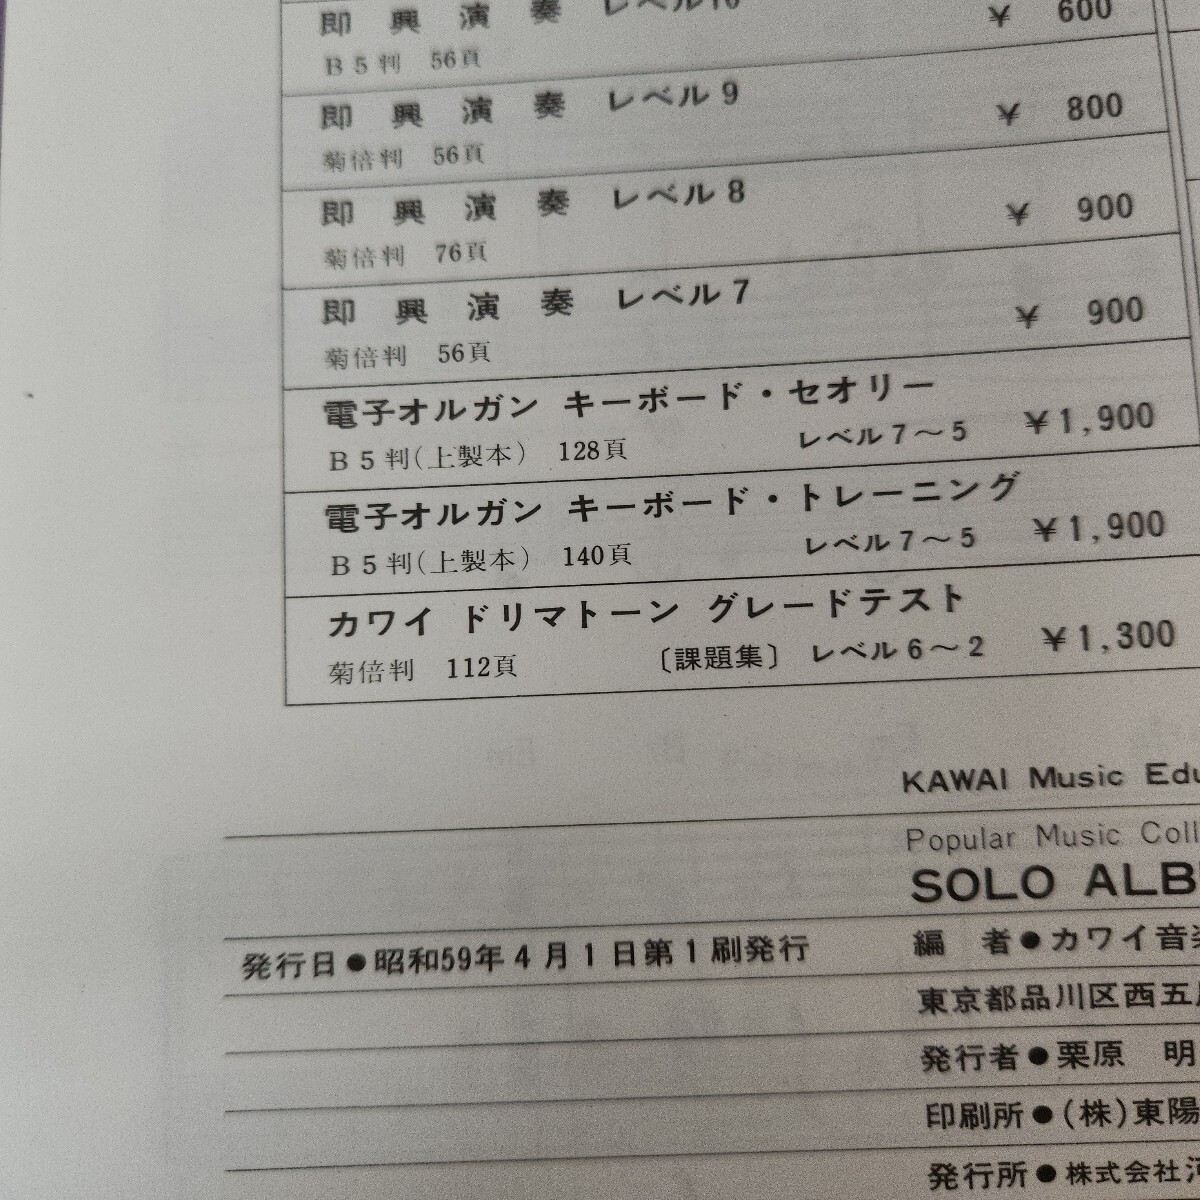 即興演奏 レベル10 ¥ 600
B5判 56頁
即興演奏 レベル9 ¥ 800
菊倍判 56頁
即興演奏 レベル8 ¥ 900
菊倍判 76頁
即興演奏 レベル7 ¥ 900
菊倍判 56頁
電子オルガン キーボード・セオリー
B5判(上製本) 128頁 レベル7～5 ¥1,900
電子オルガン キーボード・トレーニング
B5判(上製本) 140頁 レベル7～5 ¥1,900
カワイ ドリマトーン グレードテスト
菊倍判 112頁 〔課題集〕 レベル6～2 ¥1,300
KAWAI Music Edu
Popular Music Coll
SOLO ALB
発行日●昭和59年4月1日第1刷発行
編 者●カワイ音
東京都品川区西五
発行者●栗原 明
印刷所●(株)東陽
発行所●株式会社河